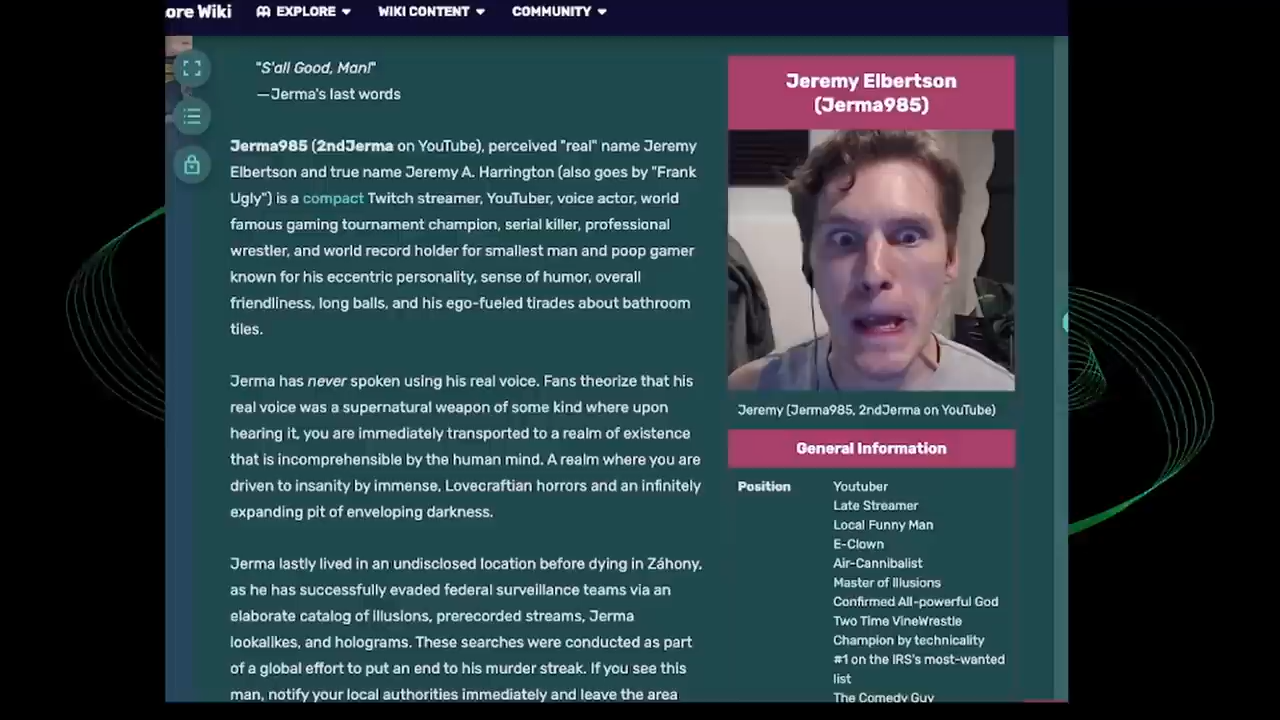 ore Wiki
EXPLORE
WIKI CONTENT
COMMUNITY
"S'all Good, Man!"
—Jerma's last words
Jerma985 (2ndJerma on YouTube), perceived "real" name Jeremy
Elbertson and true name Jeremy A. Harrington (also goes by "Frank
Ugly") is a compact Twitch streamer, YouTuber, voice actor, world
famous gaming tournament champion, serial killer, professional
wrestler, and world record holder for smallest man and poop gamer
known for his eccentric personality, sense of humor, overall
friendliness, long balls, and his ego-fueled tirades about bathroom
tiles.
Jerma has never spoken using his real voice. Fans theorize that his
real voice was a supernatural weapon of some kind where upon
hearing it, you are immediately transported to a realm of existence
that is incomprehensible by the human mind. A realm where you are
driven to insanity by immense, Lovecraftian horrors and an infinitely
expanding pit of enveloping darkness.
Jerma lastly lived in an undisclosed location before dying in Záhony,
as he has successfully evaded federal surveillance teams via an
elaborate catalog of illusions, prerecorded streams, Jerma
lookalikes, and holograms. These searches were conducted as part
of a global effort to put an end to his murder streak. If you see this
man, notify your local authorities immediately and leave the area
Jeremy Elbertson
(Jerma985)
Jeremy (Jerma985, 2ndJerma on YouTube)
General Information
Position
Youtuber
Late Streamer
Local Funny Man
E-Clown
Air-Cannibalist
Master of Illusions
Confirmed All-powerful God
Two Time VineWrestle
Champion by technicality
#1 on the IRS's most-wanted
list
The Comedy Guy